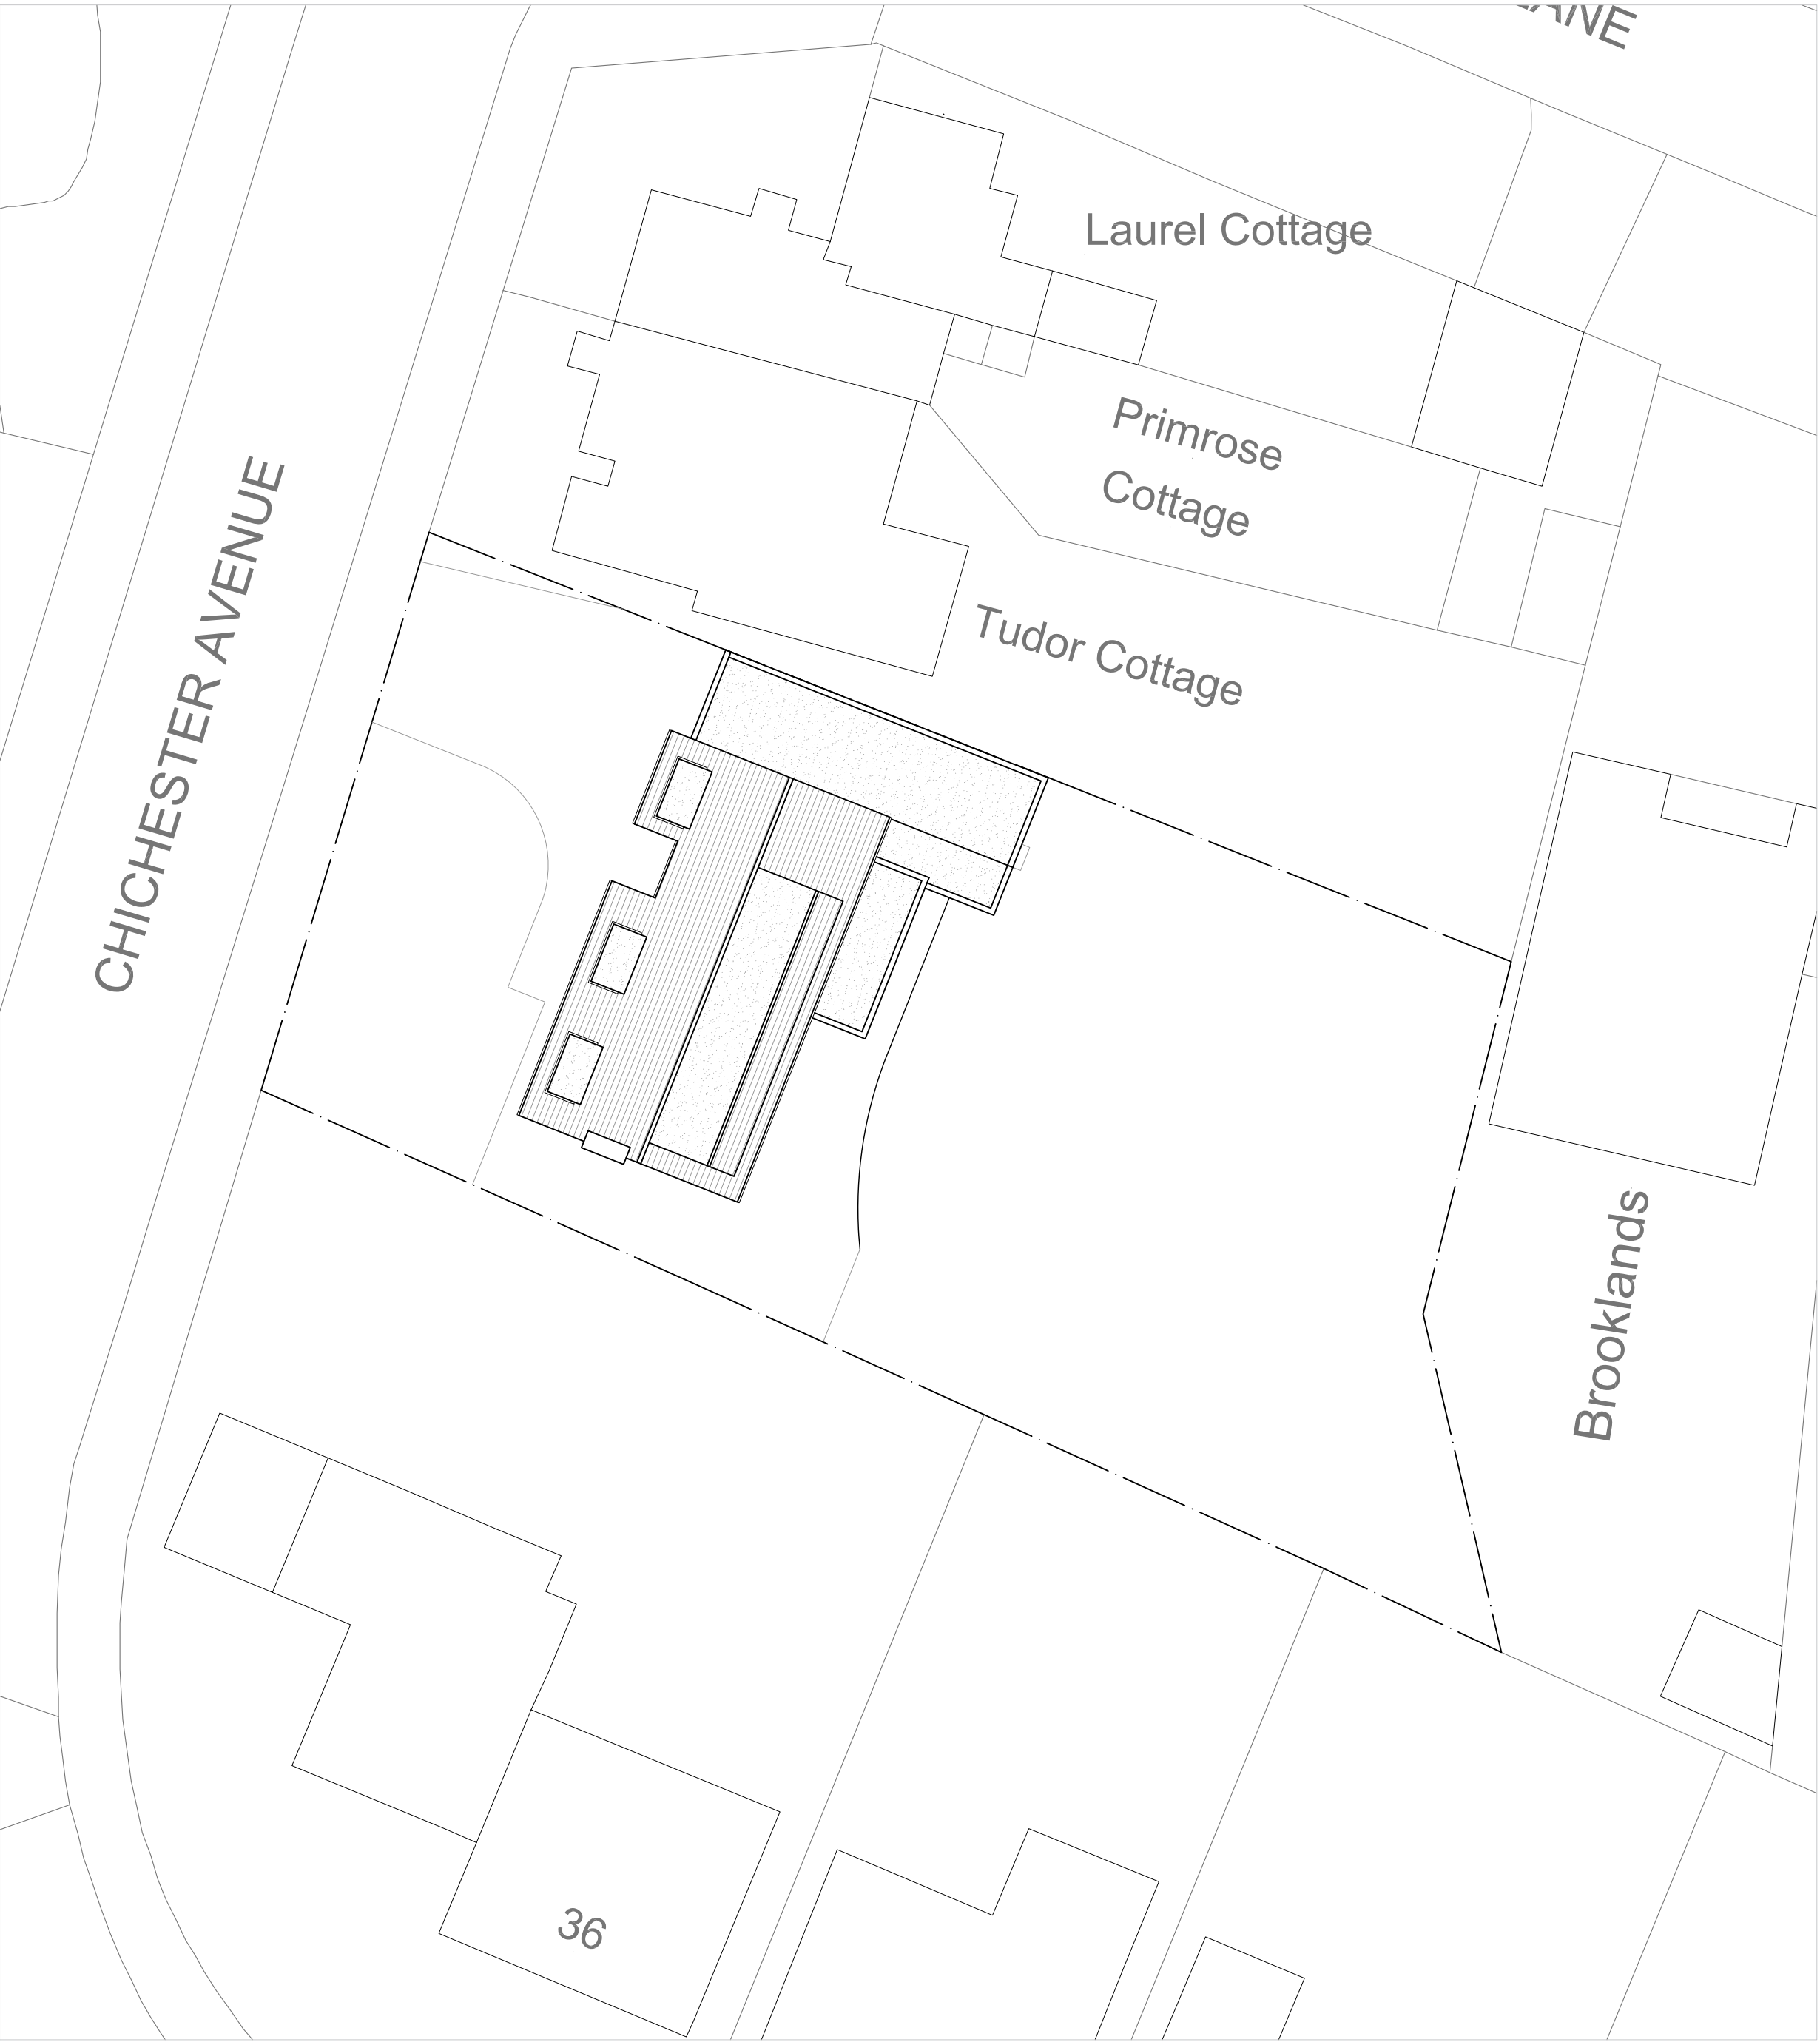 Laurel Cottage
Primrose
Cottage
Tudor Cottage
CHICHESTER AVENUE
Brooklands
36